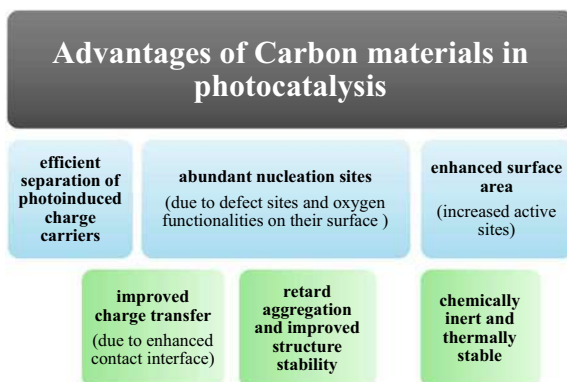 Advantages of Carbon materials in
photocatalysis
efficient
separation of
photoinduced
charge
carriers
abundant nucleation sites
(due to defect sites and oxygen
functionalities on their surface )
enhanced surface
area
(increased active
sites)
improved
charge transfer
(due to enhanced
contact interface)
retard
aggregation
and improved
structure
stability
chemically
inert and
thermally
stable